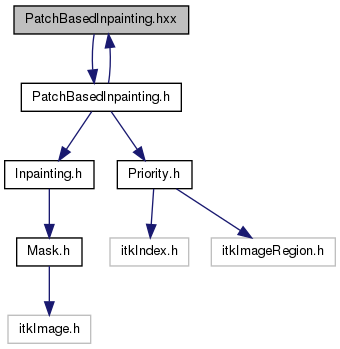 PatchBasedInpainting.hxx
PatchBasedInpainting.h
Inpainting.h
Priority.h
Mask.h
itkIndex.h
itkImageRegion.h
itkImage.h